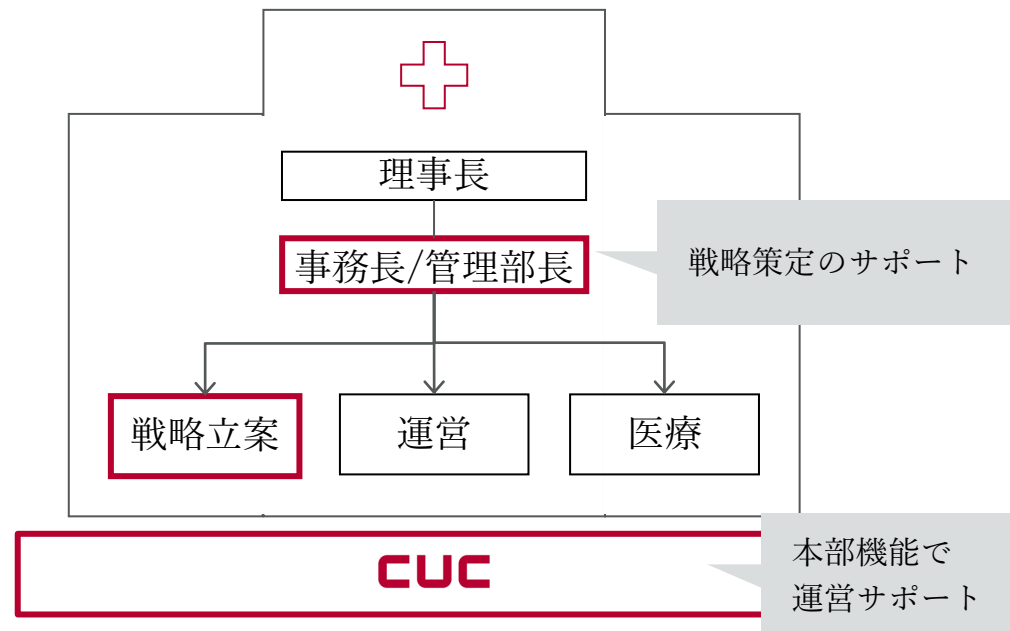 理事長
事務長/管理部長
戦略策定のサポート
戦略立案
運営
医療
CUC
本部機能で
運営サポート